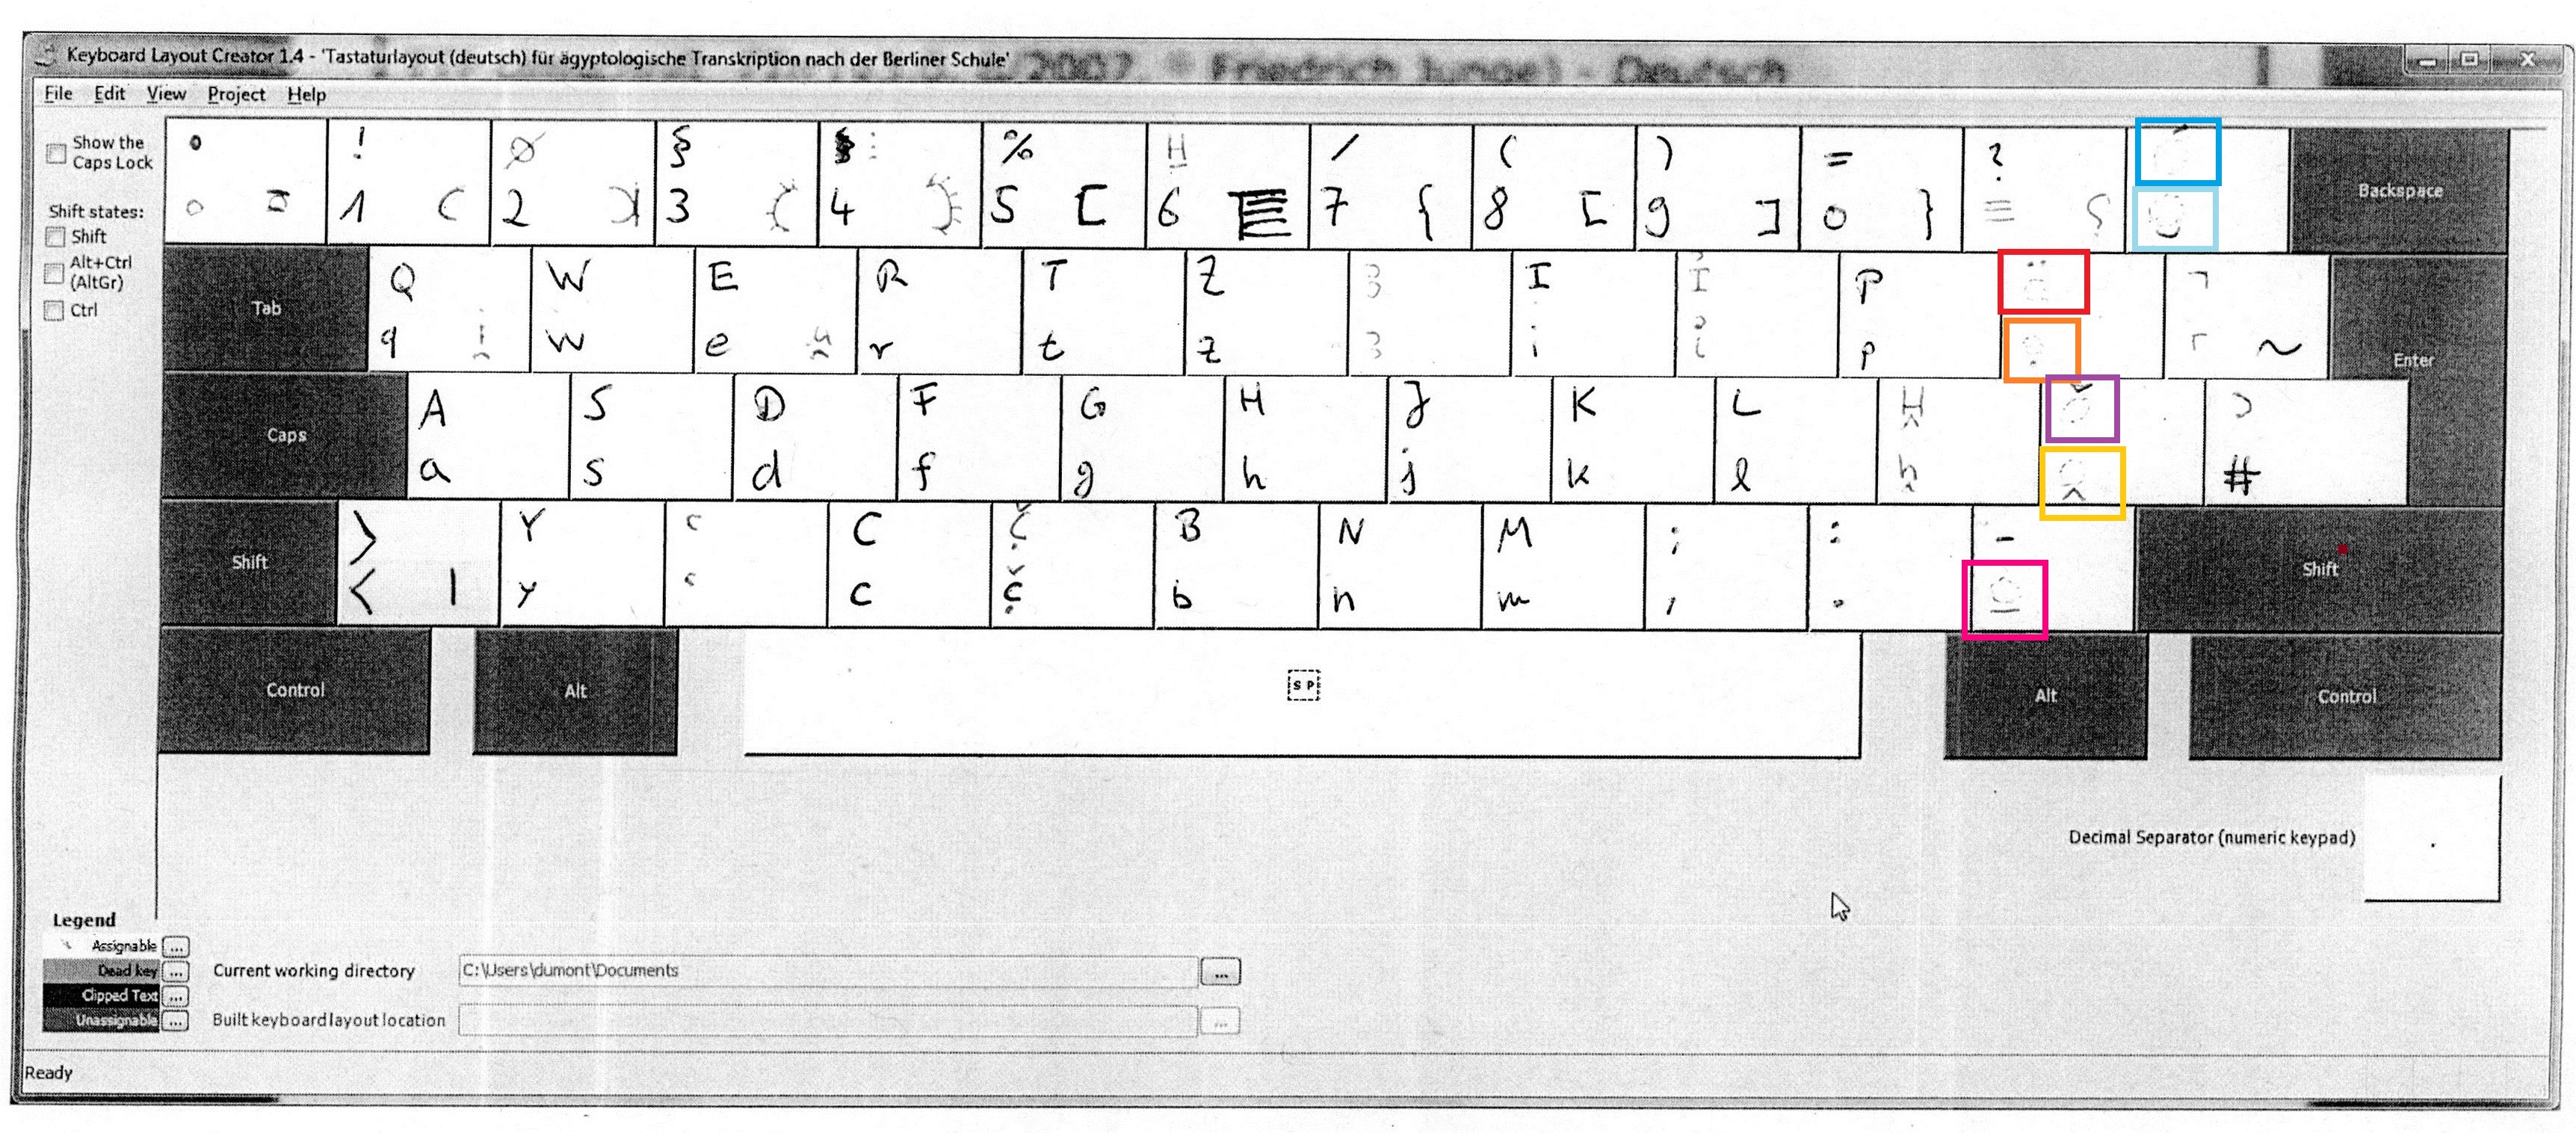 Keyboard Layout Creator 1.4 - 'Tastaturlayout (deutsch) für ägyptologische Transkription nach der Berliner Schule'
2007 * Friedrich Junge) - Deutsch
File Edit View Project Help
Show the
Caps Lock
Shift states:
Shift
Alt+Ctrl
(AltGr)
Ctrl
° ! § % H / ( ) = ?
1 ( 2 3 { 4 } 5 [ 6 7 { 8 [ 9 ] 0 }
Backspace
Tab
Q W E R T Z I P
q w e r t z i p ~
Enter
Caps
A S D F G H J K L
a s d f g h j k l #
Shift
> Y C B N M ; : -
< | y c b n m , .
Shift
Control
Alt
SP
Alt
Control
Decimal Separator (numeric keypad)
.
Legend
Assignable ...
Dead key ...
Clipped Text ...
Unassignable ...
Current working directory
C:\Users\dumont\Documents
...
Built keyboard layout location
...
Ready